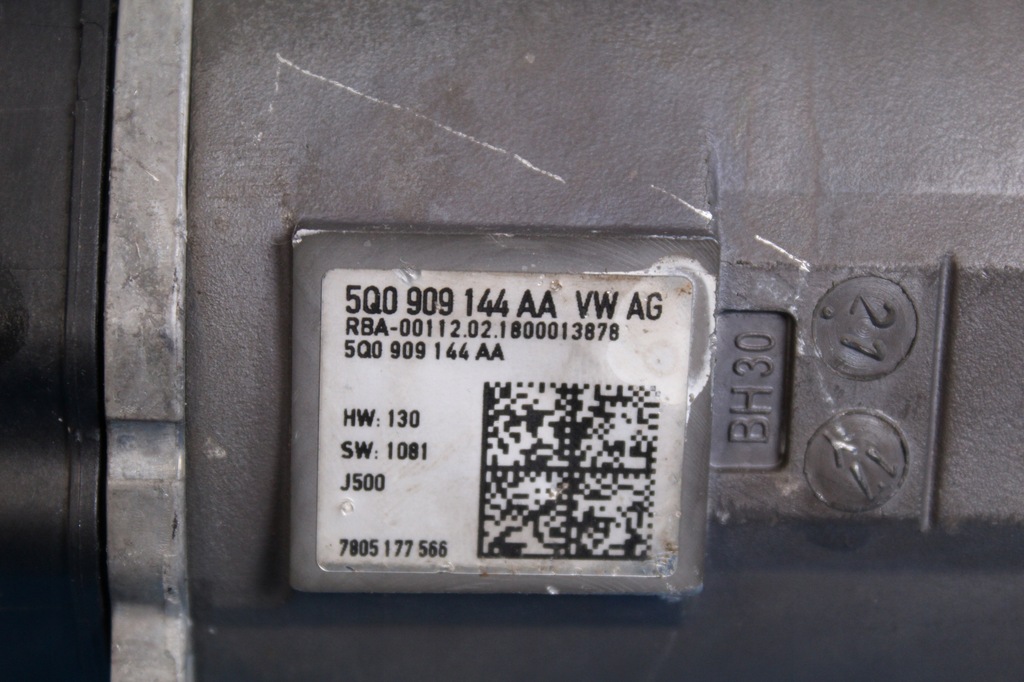 5Q0 909 144 AA VW AG
RBA-00112.02.1800013878
5Q0 909 144 AA
HW: 130
SW: 1081
J500
7805 177 566
BH30
21
17